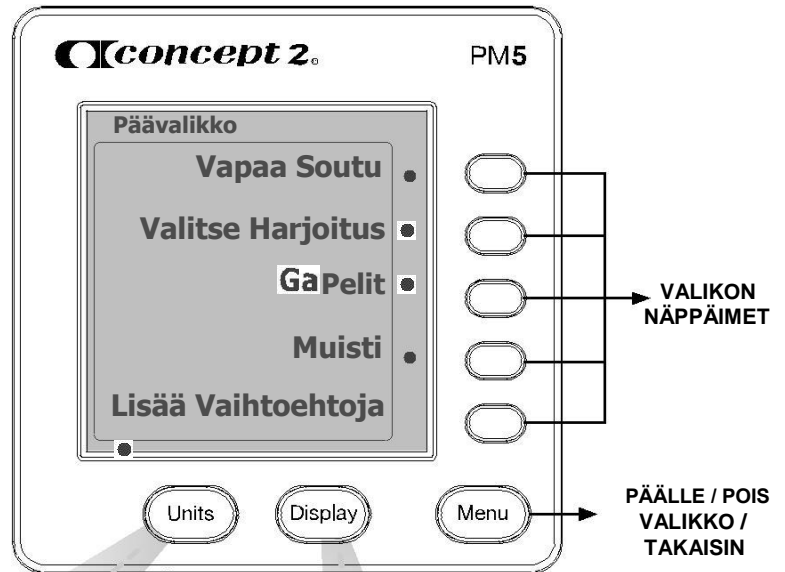 concept 2® PM5
Päävalikko
Vapaa Soutu
Valitse Harjoitus
GaPelit
Muisti
Lisää Vaihtoehtoja
VALIKON
NÄPPÄIMET
Units Display Menu
PÄÄLLE / POIS
VALIKKO /
TAKAISIN